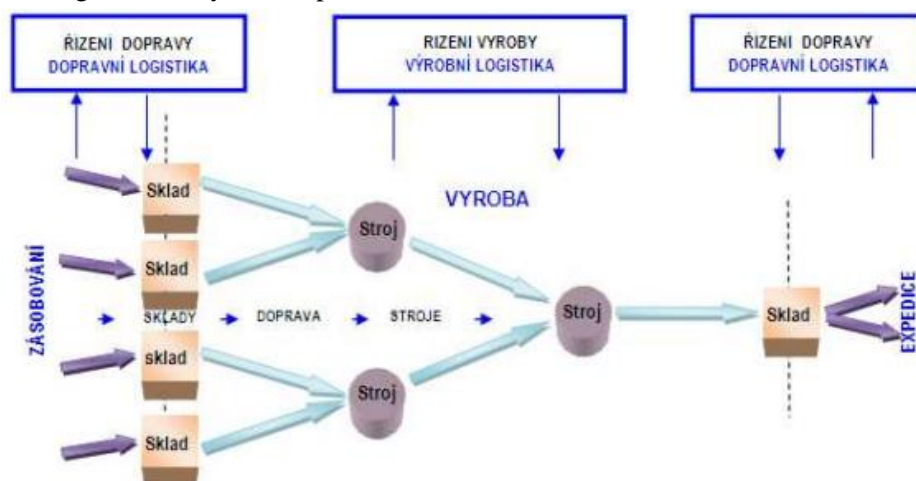 ŘÍZENI DOPRAVY
DOPRAVNÍ LOGISTIKA
RIZENI VYROBY
VÝROBNÍ LOGISTIKA
ŘÍZENI DOPRAVY
DOPRAVNÍ LOGISTIKA
Sklad
VYROBA
Stroj
Sklad
ZÁSOBOVÁNÍ
SKLADY
DOPRAVA
STROJE
Stroj
Sklad
EXPEDICE
sklad
Stroj
Sklad